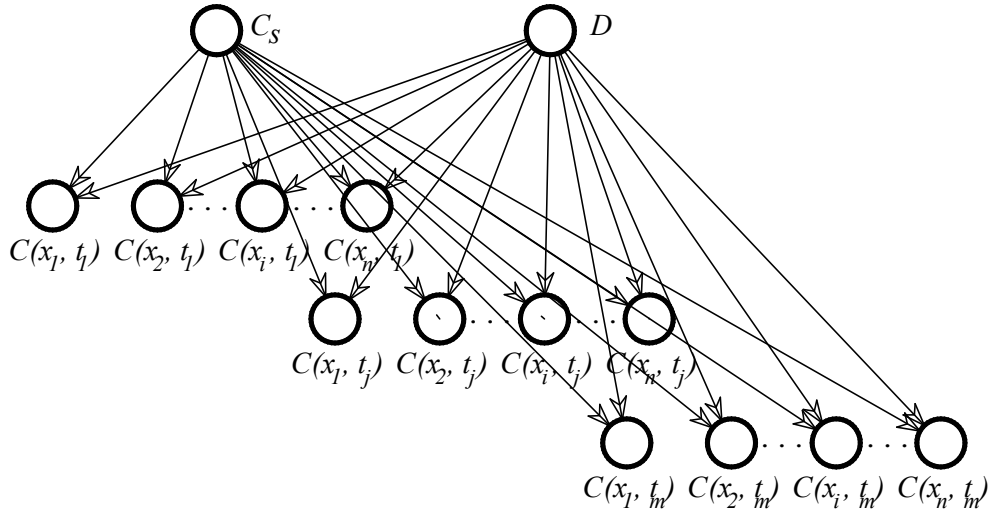 C_s D
C(x_1, t_1) C(x_2, t_1) C(x_i, t_1) C(x_n, t_1)
C(x_1, t_j) C(x_2, t_j) C(x_i, t_j) C(x_n, t_j)
C(x_1, t_m) C(x_2, t_m) C(x_i, t_m) C(x_n, t_m)